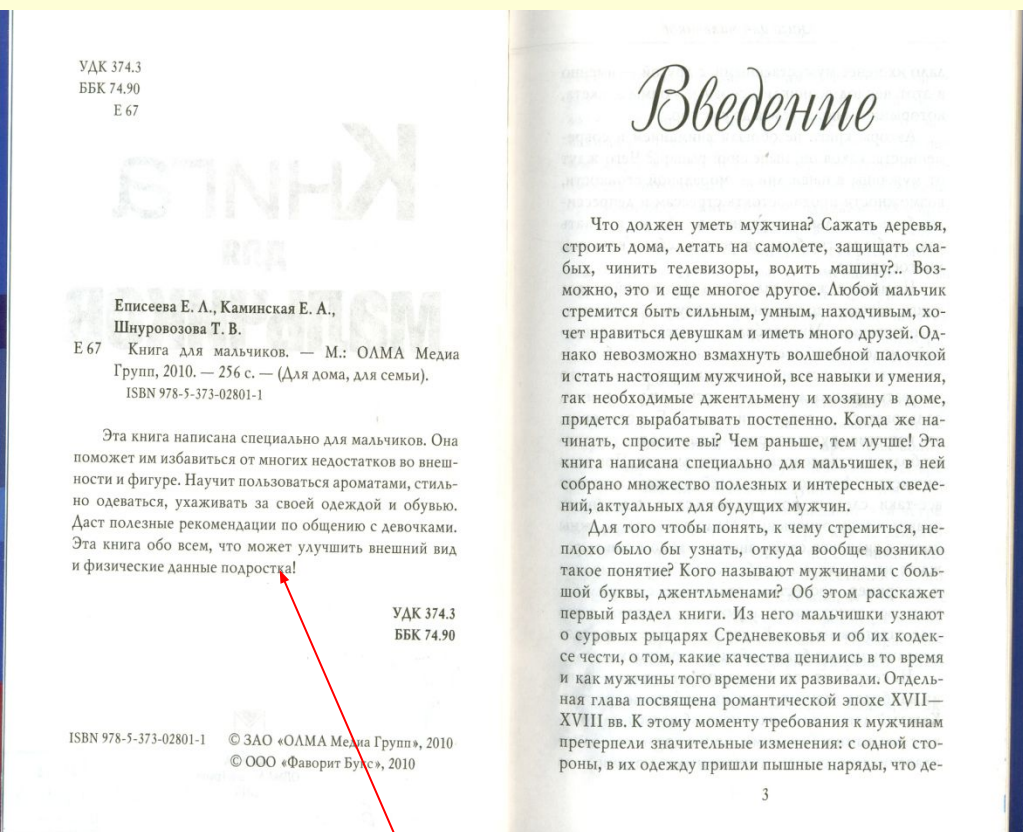 УДК 374.3
ББК 74.90
Е 67
Еписеева Е. Л., Каминская Е. А.,
Шнуровозова Т. В.
Е 67 Книга для мальчиков. — М.: ОЛМА Медиа
Групп, 2010. — 256 с. — (Для дома, для семьи).
ISBN 978-5-373-02801-1
Эта книга написана специально для мальчиков. Она
поможет им избавиться от многих недостатков во внеш-
ности и фигуре. Научит пользоваться ароматами, стиль-
но одеваться, ухаживать за своей одеждой и обувью.
Даст полезные рекомендации по общению с девочками.
Эта книга обо всем, что может улучшить внешний вид
и физические данные подростка!
УДК 374.3
ББК 74.90
ISBN 978-5-373-02801-1 © ЗАО «ОЛМА Медиа Групп», 2010
© ООО «Фаворит Букс», 2010
Введение
Что должен уметь мужчина? Сажать деревья,
строить дома, летать на самолете, защищать сла-
бых, чинить телевизоры, водить машину?.. Воз-
можно, это и еще многое другое. Любой мальчик
стремится быть сильным, умным, находчивым, хо-
чет нравиться девушкам и иметь много друзей. Од-
нако невозможно взмахнуть волшебной палочкой
и стать настоящим мужчиной, все навыки и умения,
так необходимые джентльмену и хозяину в доме,
придется вырабатывать постепенно. Когда же на-
чинать, спросите вы? Чем раньше, тем лучше! Эта
книга написана специально для мальчишек, в ней
собрано множество полезных и интересных сведе-
ний, актуальных для будущих мужчин.
Для того чтобы понять, к чему стремиться, не-
плохо было бы узнать, откуда вообще возникло
такое понятие? Кого называют мужчинами с боль-
шой буквы, джентльменами? Об этом расскажет
первый раздел книги. Из него мальчишки узнают
о суровых рыцарях Средневековья и об их кодек-
се чести, о том, какие качества ценились в то время
и как мужчины того времени их развивали. Отдель-
ная глава посвящена романтической эпохе XVII—
XVIII вв. К этому моменту требования к мужчинам
претерпели значительные изменения: с одной сто-
роны, в их одежду пришли пышные наряды, что де-
3